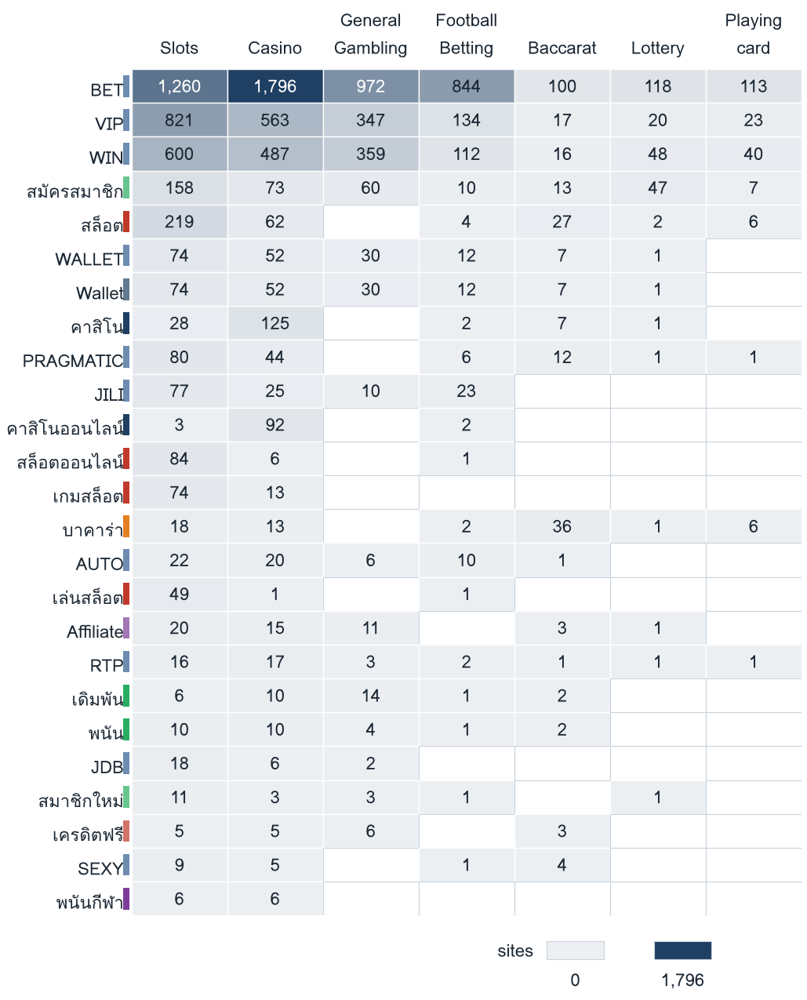 General Football Playing
Slots Casino Gambling Betting Baccarat Lottery card
BET 1,260 1,796 972 844 100 118 113
VIP 821 563 347 134 17 20 23
WIN 600 487 359 112 16 48 40
สมัครสมาชิก 158 73 60 10 13 47 7
สล็อต 219 62 4 27 2 6
WALLET 74 52 30 12 7 1
Wallet 74 52 30 12 7 1
คาสิโน 28 125 2 7 1
PRAGMATIC 80 44 6 12 1 1
JILI 77 25 10 23
คาสิโนออนไลน์ 3 92 2
สล็อตออนไลน์ 84 6 1
เกมสล็อต 74 13
บาคาร่า 18 13 2 36 1 6
AUTO 22 20 6 10 1
เล่นสล็อต 49 1 1
Affiliate 20 15 11 3 1
RTP 16 17 3 2 1 1 1
เดิมพัน 6 10 14 1 2
พนัน 10 10 4 1 2
JDB 18 6 2
สมาชิกใหม่ 11 3 3 1 1
เครดิตฟรี 5 5 6 3
SEXY 9 5 1 4
พนันกีฬา 6 6
sites
0 1,796